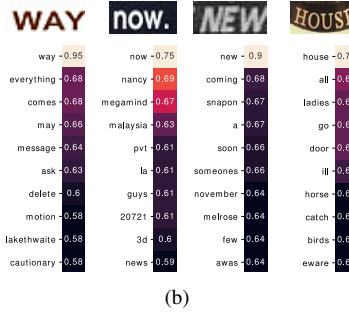 WAY now. NEW HOUSE
way 0.95 now 0.75 new 0.9 house
everything 0.68 nancy 0.69 coming 0.68 all
comes 0.68 megamind 0.67 snapon 0.67 ladies
may 0.66 malaysia 0.63 a 0.67 go
message 0.64 pvt 0.61 soon 0.66 door
ask 0.63 la 0.61 someones 0.66 ill
delete 0.6 guys 0.61 november 0.64 horse
motion 0.58 20721 0.61 melrose 0.64 catch
lakethwaite 0.58 3d 0.6 few 0.64 birds
cautionary 0.58 news 0.59 awas 0.64 eware
(b)